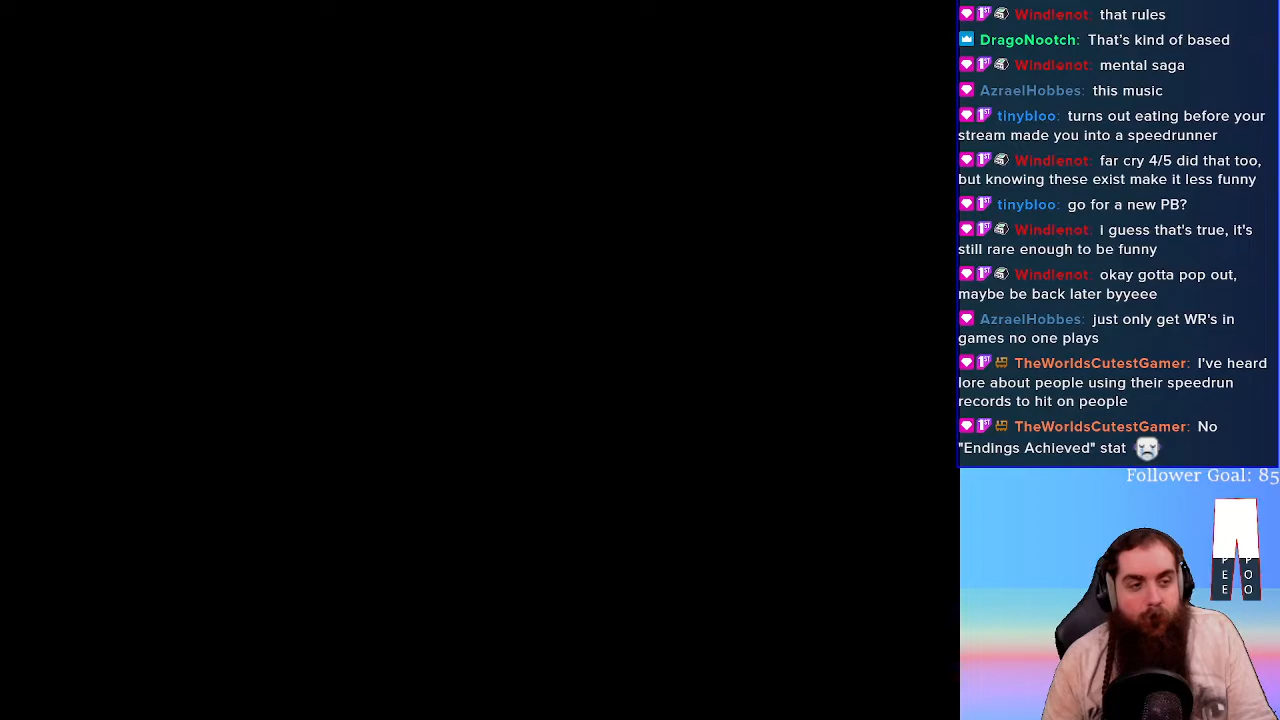 Windlenot: that rules
DragoNootch: That's kind of based
Windlenot: mental saga
AzraelHobbes: this music
tinybloo: turns out eating before your
stream made you into a speedrunner
Windlenot: far cry 4/5 did that too,
but knowing these exist make it less funny
tinybloo: go for a new PB?
Windlenot: i guess that's true, it's
still rare enough to be funny
Windlenot: okay gotta pop out,
maybe be back later byyeee
AzraelHobbes: just only get WR's in
games no one plays
TheWorldsCutestGamer: I've heard
lore about people using their speedrun
records to hit on people
TheWorldsCutestGamer: No
"Endings Achieved" stat
Follower Goal: 85
PEE
POO